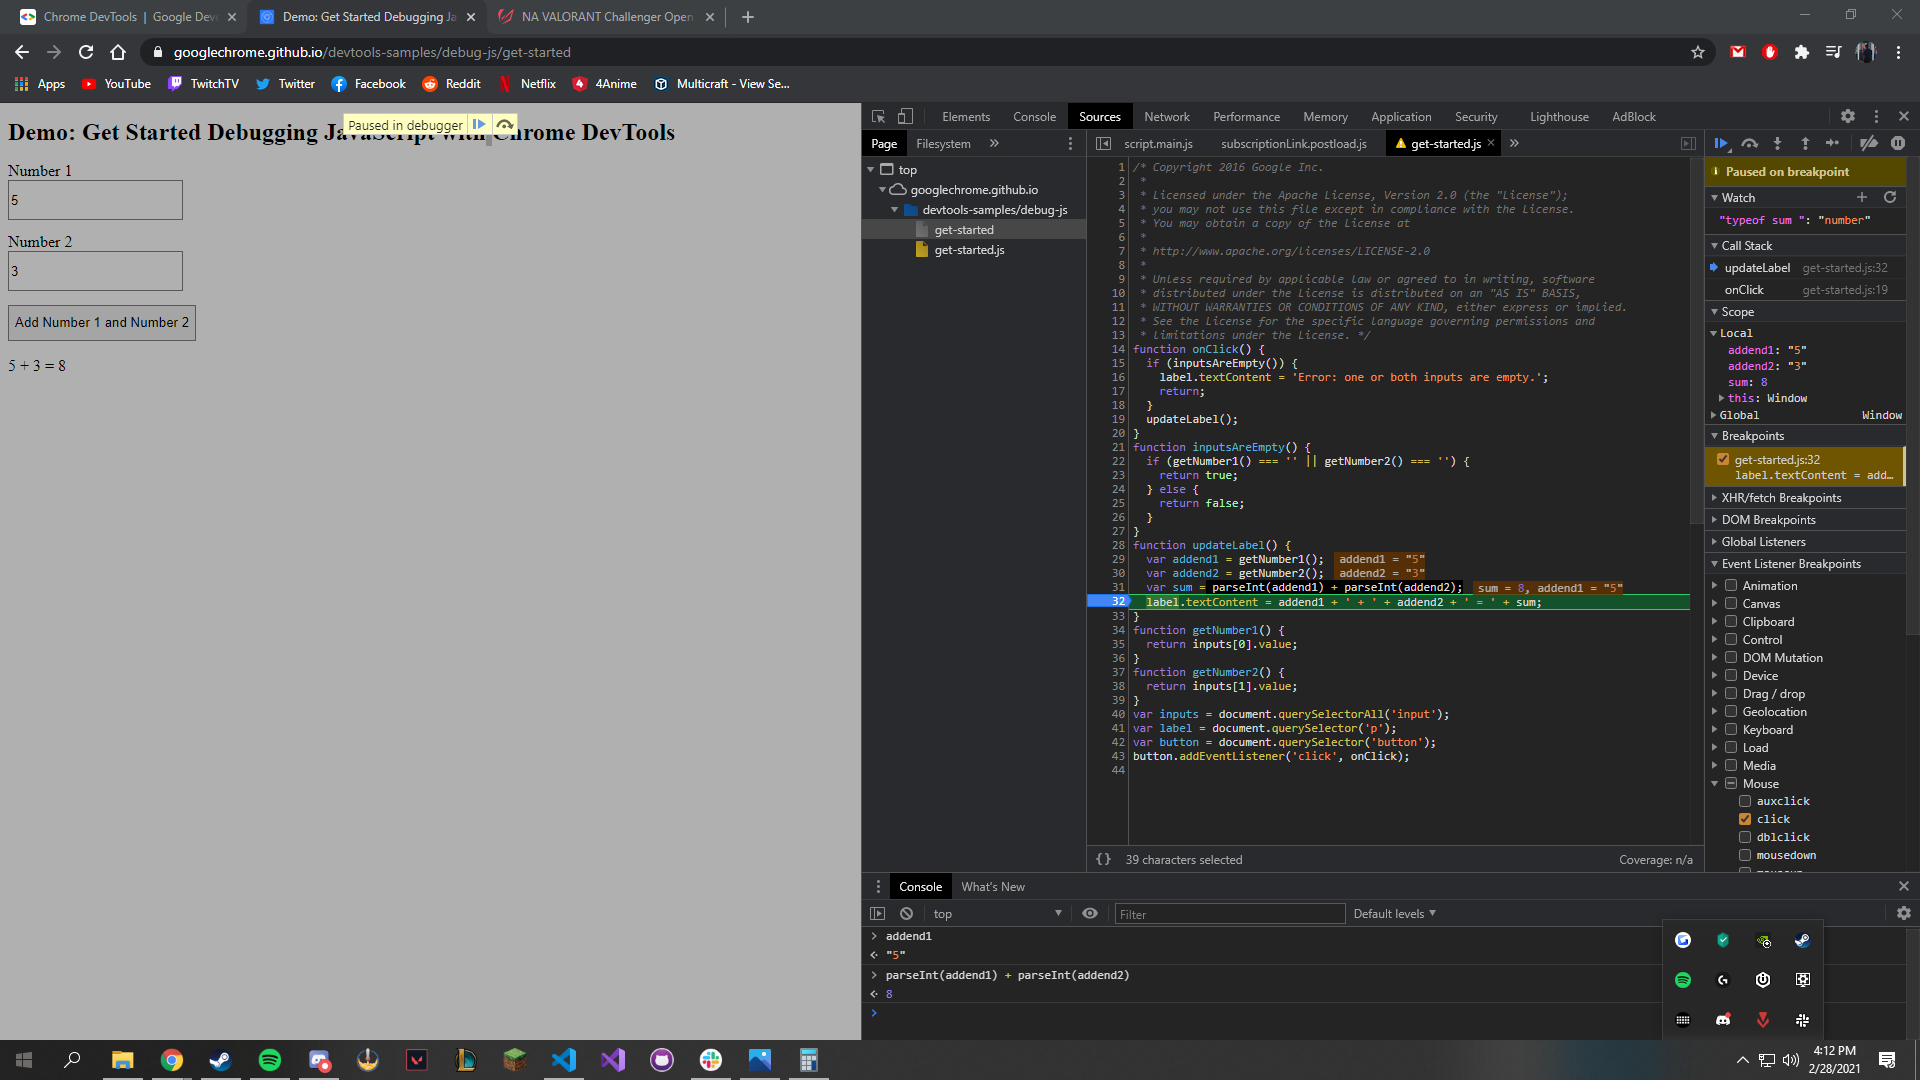 Chrome DevTools | Google Deve
Demo: Get Started Debugging Ja
NA VALORANT Challenger Open
googlechrome.github.io/devtools-samples/debug-js/get-started
Apps YouTube TwitchTV Twitter Facebook Reddit Netflix 4Anime Multicraft - View Se...
Paused in debugger
Demo: Get Started Debugging JavaScript with Chrome DevTools
Number 1
5
Number 2
3
Add Number 1 and Number 2
5 + 3 = 8
Elements Console Sources Network Performance Memory Application Security Lighthouse AdBlock
Page Filesystem »
top
googlechrome.github.io
devtools-samples/debug-js
get-started
get-started.js
script.main.js subscriptionLink.postload.js get-started.js »
1 /* Copyright 2016 Google Inc.
2 *
3 * Licensed under the Apache License, Version 2.0 (the "License");
4 * you may not use this file except in compliance with the License.
5 * You may obtain a copy of the License at
6 *
7 * http://www.apache.org/licenses/LICENSE-2.0
8 *
9 * Unless required by applicable law or agreed to in writing, software
10 * distributed under the License is distributed on an "AS IS" BASIS,
11 * WITHOUT WARRANTIES OR CONDITIONS OF ANY KIND, either express or implied.
12 * See the License for the specific language governing permissions and
13 * limitations under the License. */
14 function onClick() {
15 if (inputsAreEmpty()) {
16 label.textContent = 'Error: one or both inputs are empty.';
17 return;
18 }
19 updateLabel();
20 }
21 function inputsAreEmpty() {
22 if (getNumber1() === '' || getNumber2() === '') {
23 return true;
24 } else {
25 return false;
26 }
27 }
28 function updateLabel() {
29 var addend1 = getNumber1(); addend1 = "5"
30 var addend2 = getNumber2(); addend2 = "3"
31 var sum = parseInt(addend1) + parseInt(addend2); sum = 8, addend1 = "5"
32 label.textContent = addend1 + ' + ' + addend2 + ' = ' + sum;
33 }
34 function getNumber1() {
35 return inputs[0].value;
36 }
37 function getNumber2() {
38 return inputs[1].value;
39 }
40 var inputs = document.querySelectorAll('input');
41 var label = document.querySelector('p');
42 var button = document.querySelector('button');
43 button.addEventListener('click', onClick);
44
{} 39 characters selected Coverage: n/a
Paused on breakpoint
Watch
"typeof sum ": "number"
Call Stack
updateLabel get-started.js:32
onClick get-started.js:19
Scope
Local
addend1: "5"
addend2: "3"
sum: 8
this: Window
Global Window
Breakpoints
get-started.js:32
label.textContent = add…
XHR/fetch Breakpoints
DOM Breakpoints
Global Listeners
Event Listener Breakpoints
Animation
Canvas
Clipboard
Control
DOM Mutation
Device
Drag / drop
Geolocation
Keyboard
Load
Media
Mouse
auxclick
click
dblclick
mousedown
Console What's New
top Filter Default levels
addend1
"5"
parseInt(addend1) + parseInt(addend2)
8
4:12 PM
2/28/2021